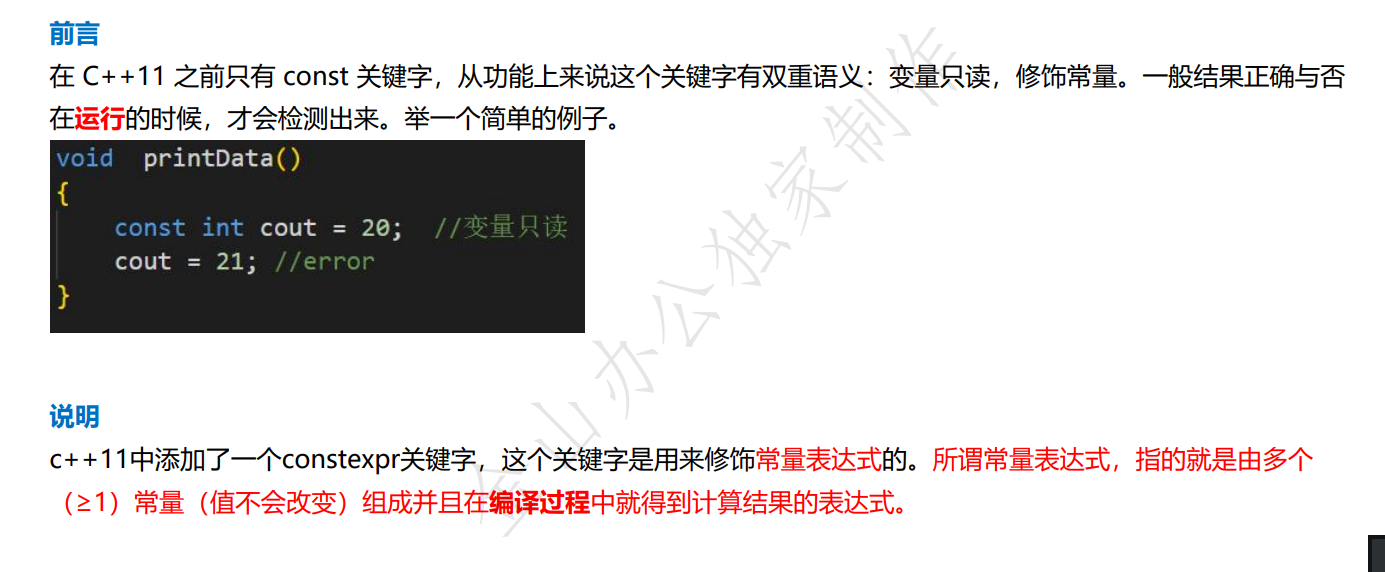 前言
在 C++11 之前只有 const 关键字，从功能上来说这个关键字有双重语义：变量只读，修饰常量。一般结果正确与否
在运行的时候，才会检测出来。举一个简单的例子。
void  printData()
{
    const int cout = 20;  //变量只读
    cout = 21; //error
}
说明
c++11中添加了一个constexpr关键字，这个关键字是用来修饰常量表达式的。所谓常量表达式，指的就是由多个
（≥1）常量（值不会改变）组成并且在编译过程中就得到计算结果的表达式。
金山办公独家制作